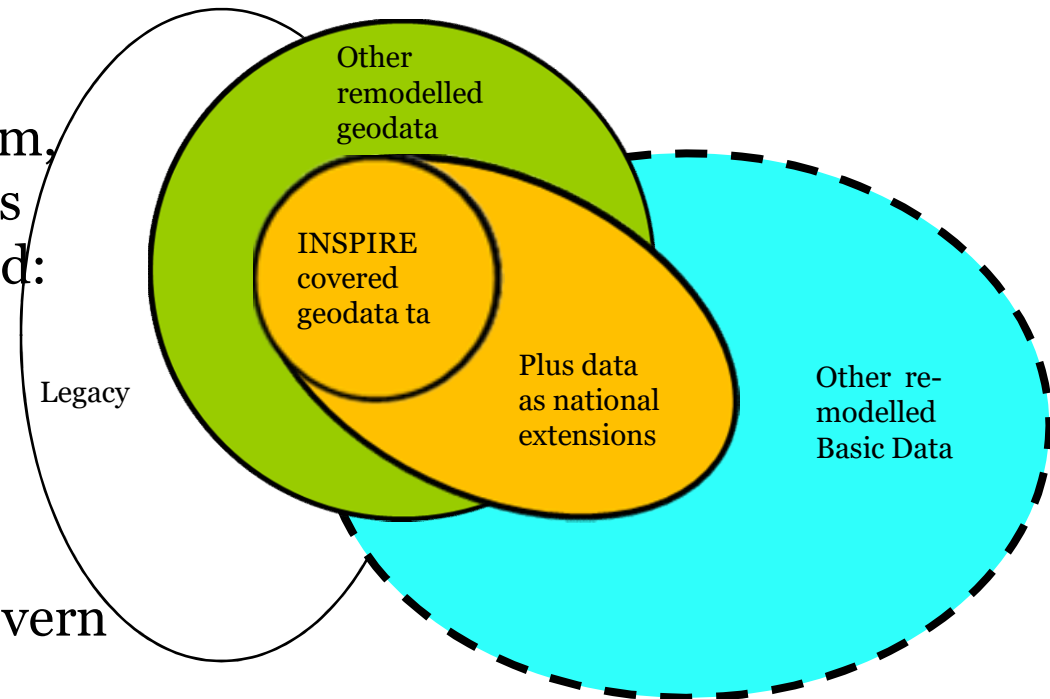 Other
remodelled
geodata
m,
s
d:
INSPIRE
covered
geodata ta
Legacy
Plus data
as national
extensions
Other re-
modelled
Basic Data
vern